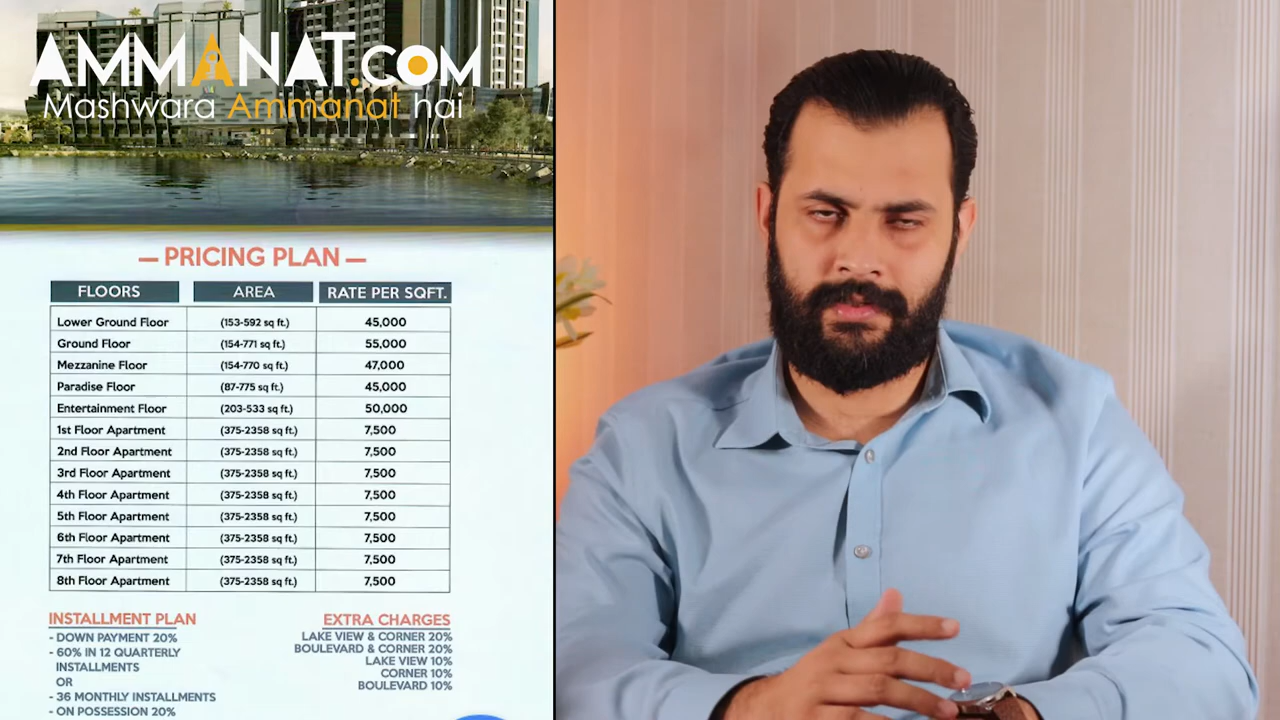 AMMANAT.COM
Mashwara Ammanat hai
PRICING PLAN
FLOORS AREA RATE PER SQFT.
Lower Ground Floor (153-592 sq ft.) 45,000
Ground Floor (154-771 sq ft.) 55,000
Mezzanine Floor (154-770 sq ft.) 47,000
Paradise Floor (87-775 sq ft.) 45,000
Entertainment Floor (203-533 sq ft.) 50,000
1st Floor Apartment (375-2358 sq ft.) 7,500
2nd Floor Apartment (375-2358 sq ft.) 7,500
3rd Floor Apartment (375-2358 sq ft.) 7,500
4th Floor Apartment (375-2358 sq ft.) 7,500
5th Floor Apartment (375-2358 sq ft.) 7,500
6th Floor Apartment (375-2358 sq ft.) 7,500
7th Floor Apartment (375-2358 sq ft.) 7,500
8th Floor Apartment (375-2358 sq ft.) 7,500
INSTALLMENT PLAN
- DOWN PAYMENT 20%
- 60% IN 12 QUARTERLY
INSTALLMENTS
OR
- 36 MONTHLY INSTALLMENTS
- ON POSSESSION 20%
EXTRA CHARGES
LAKE VIEW & CORNER 20%
BOULEVARD & CORNER 20%
LAKE VIEW 10%
CORNER 10%
BOULEVARD 10%